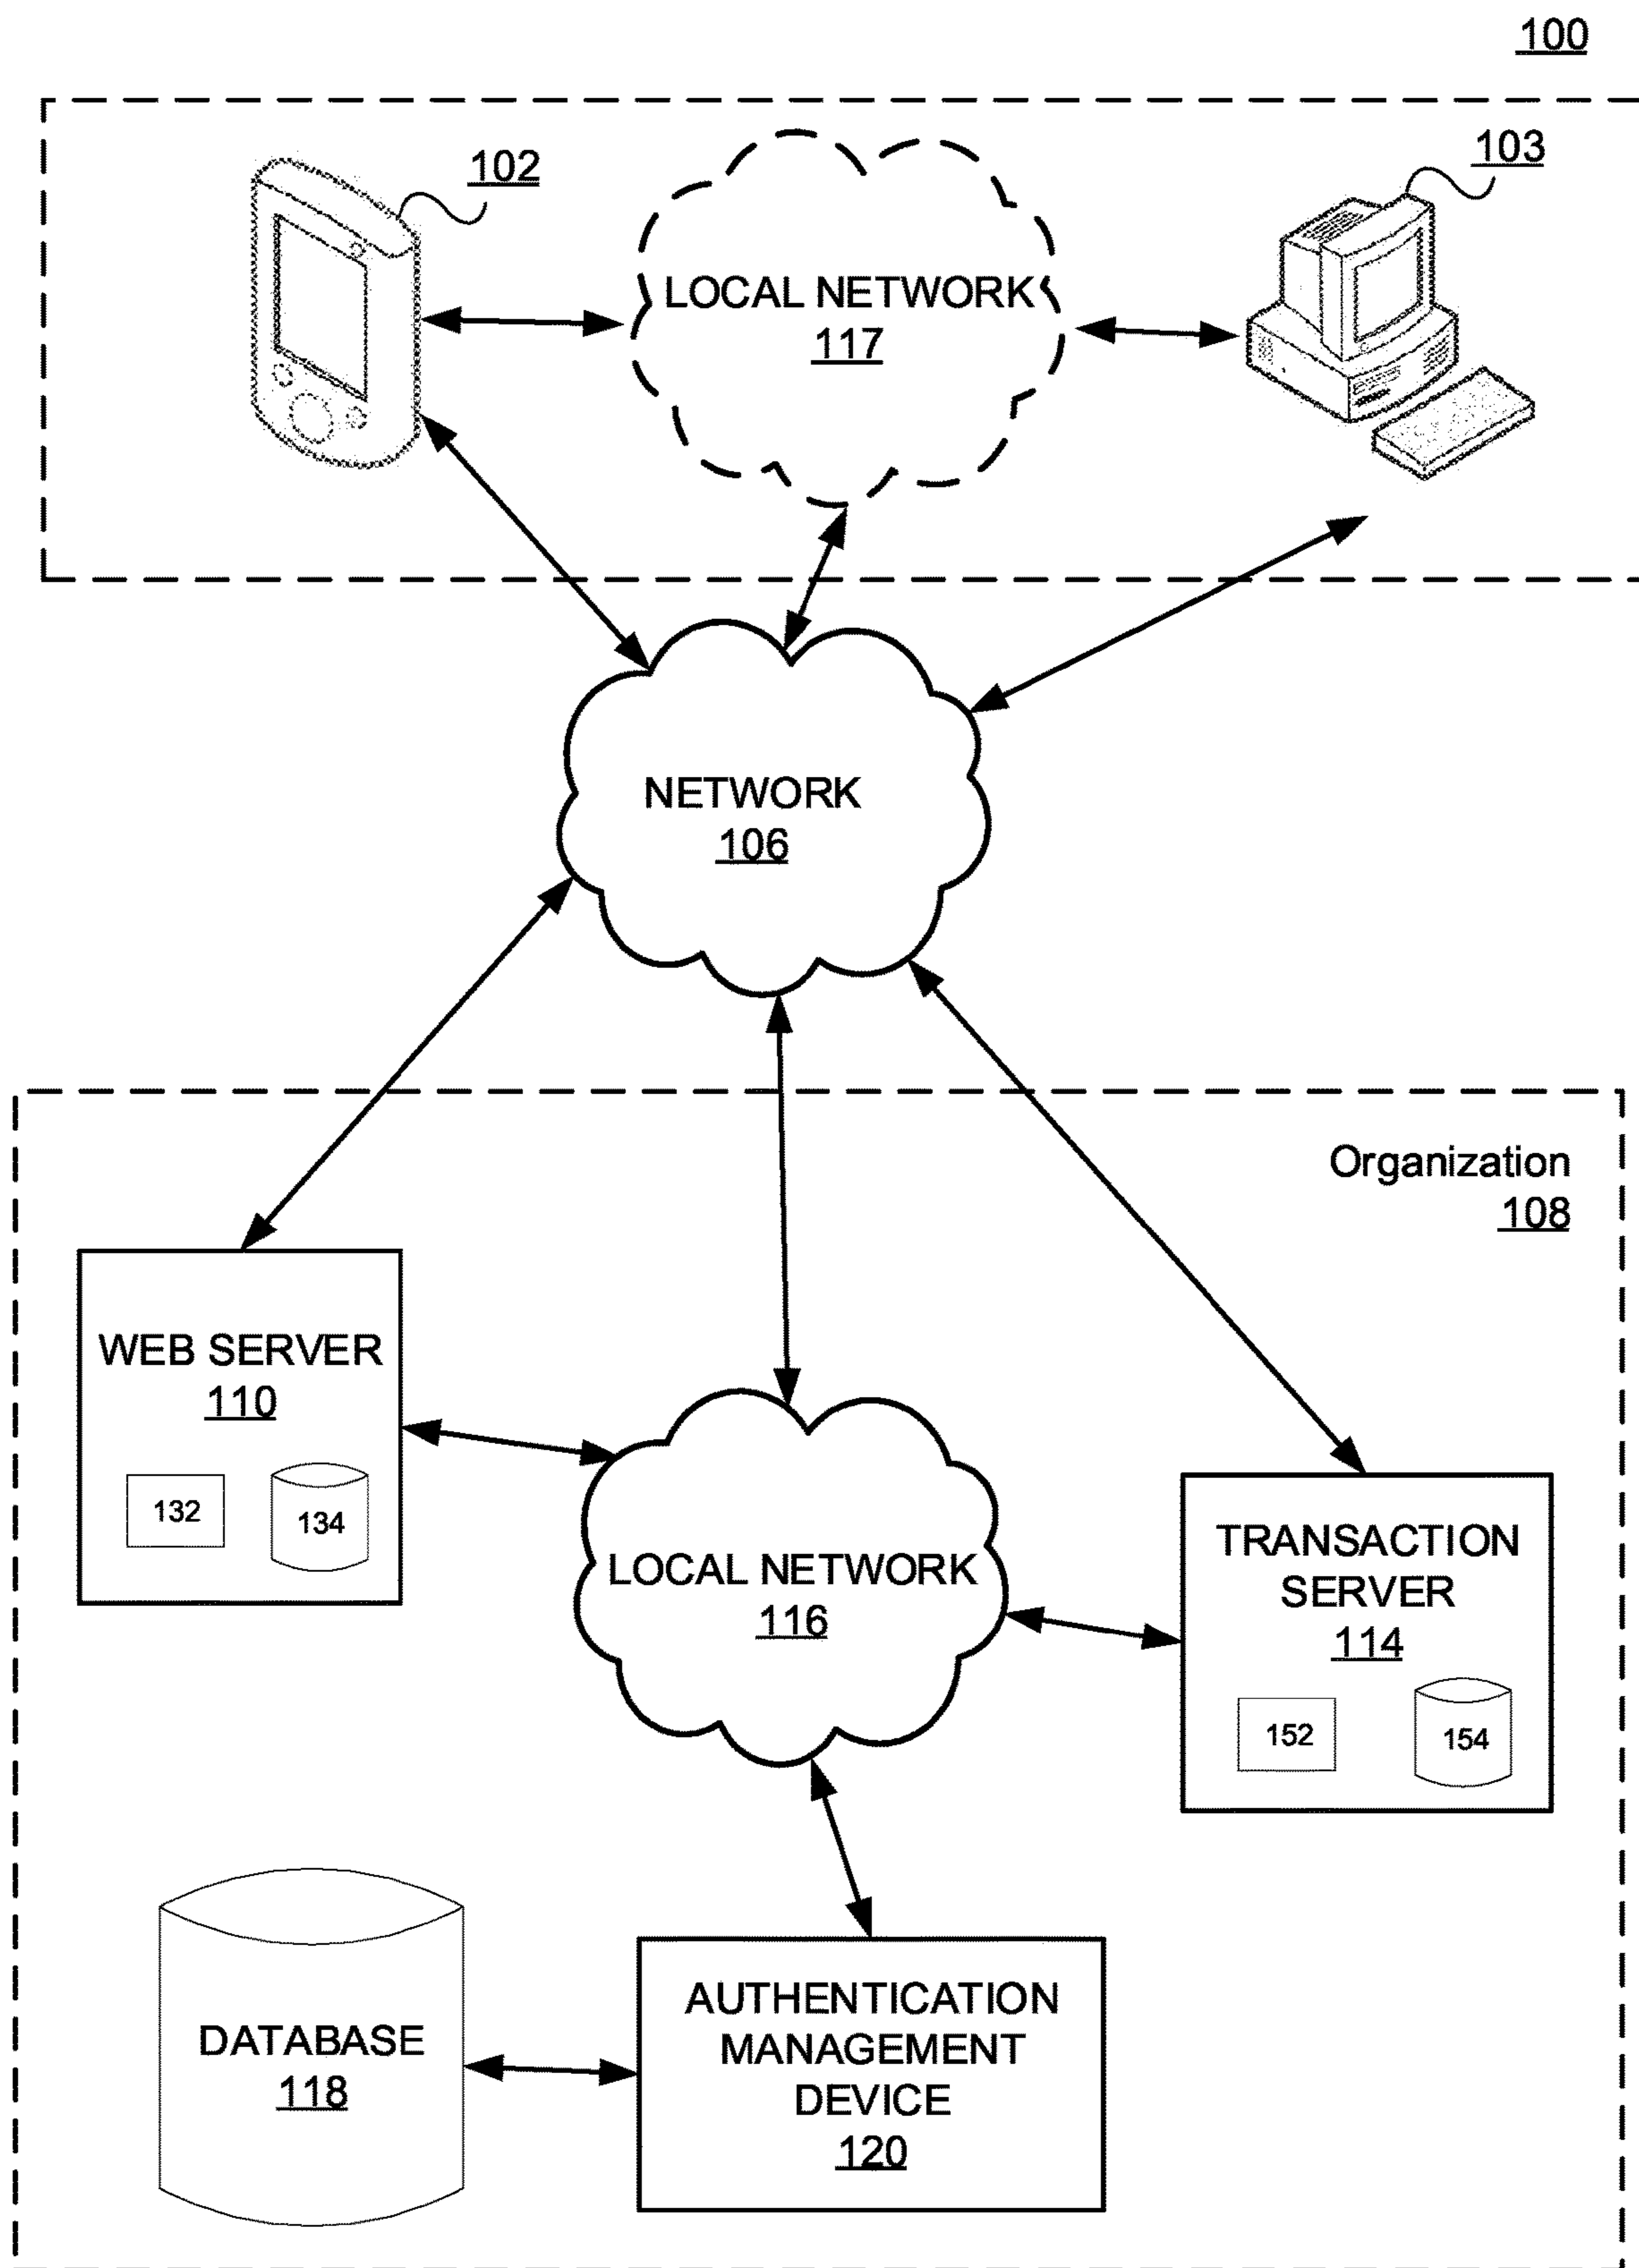 100
102
103
LOCAL NETWORK
117
NETWORK
106
Organization
108
WEB SERVER
110
132
134
LOCAL NETWORK
116
TRANSACTION
SERVER
114
152
154
DATABASE
118
AUTHENTICATION
MANAGEMENT
DEVICE
120